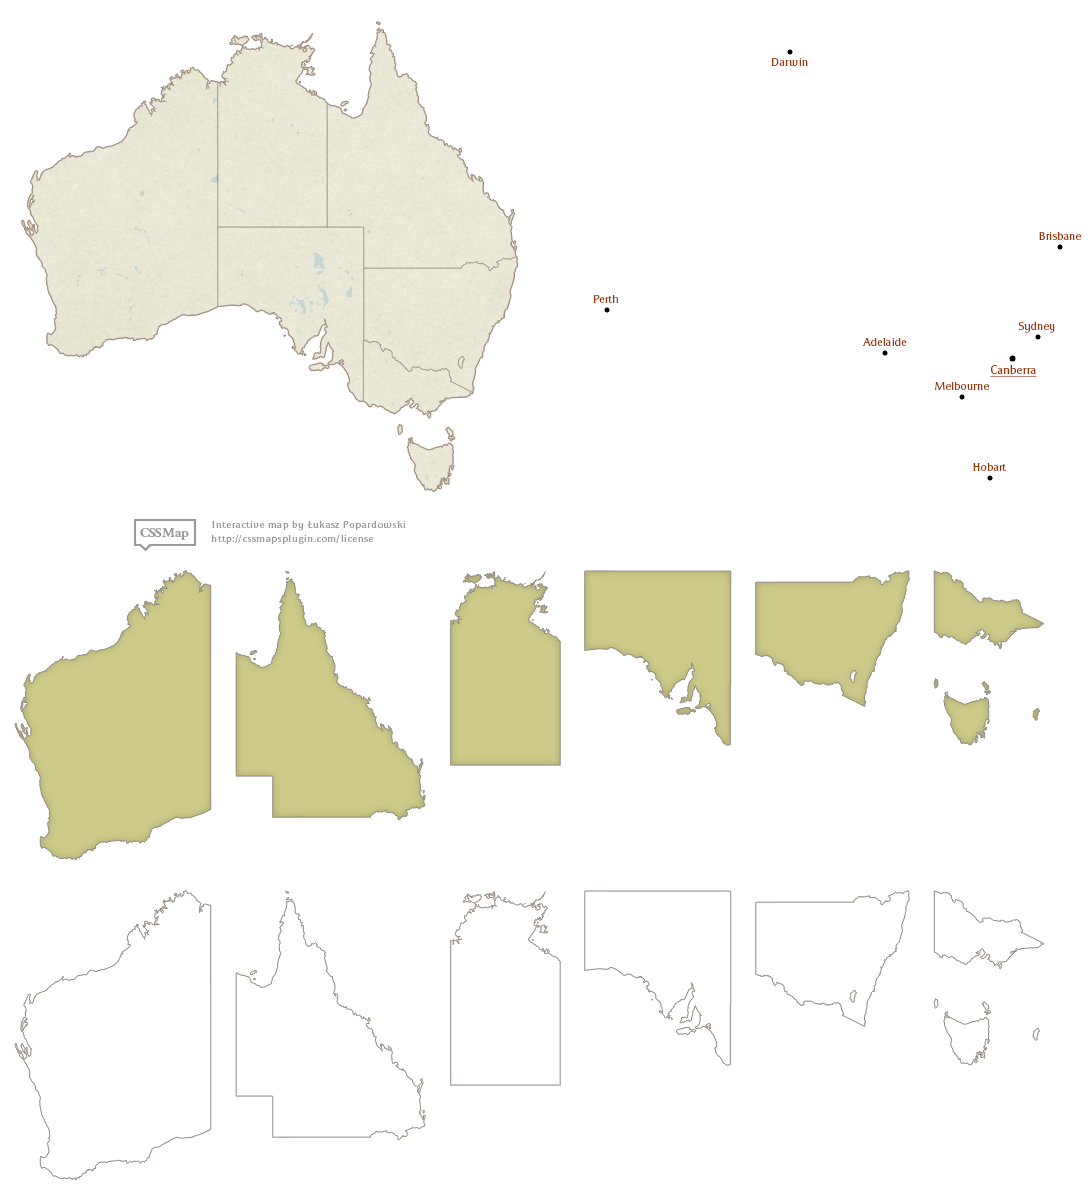 Darwin
Brisbane
Perth
Sydney
Adelaide
Canberra
Melbourne
Hobart
CSSMap
Interactive map by Łukasz Popardowski
http://cssmapsplugin.com/license